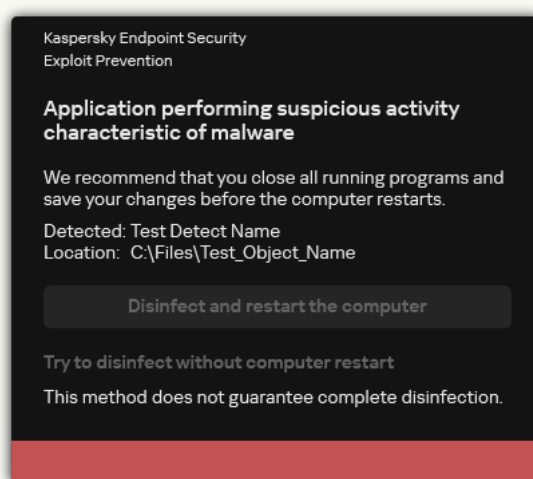 Kaspersky Endpoint Security
Exploit Prevention
Application performing suspicious activity
characteristic of malware
We recommend that you close all running programs and
save your changes before the computer restarts.
Detected: Test Detect Name
Location: C:\Files\Test_Object_Name
Disinfect and restart the computer
Try to disinfect without computer restart
This method does not guarantee complete disinfection.